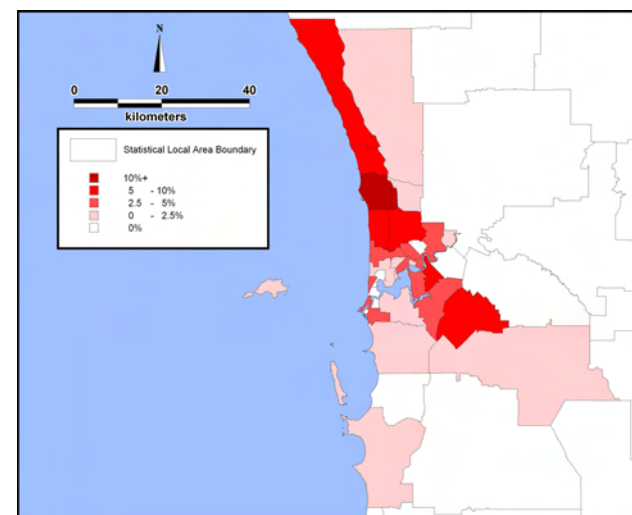 N
0 20 40
kilometers
Statistical Local Area Boundary
10%+
5 - 10%
2.5 - 5%
0 - 2.5%
0%